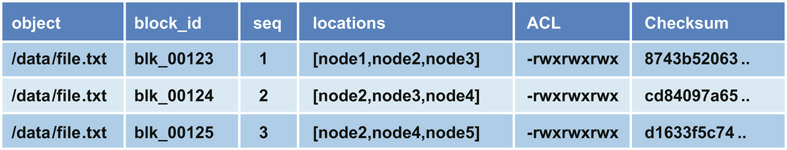 object block_id seq locations ACL Checksum
/data/file.txt blk_00123 1 [node1,node2,node3] -rwxrwxrwx 8743b52063..
/data/file.txt blk_00124 2 [node2,node3,node4] -rwxrwxrwx cd84097a65..
/data/file.txt blk_00125 3 [node2,node4,node5] -rwxrwxrwx d1633f5c74..